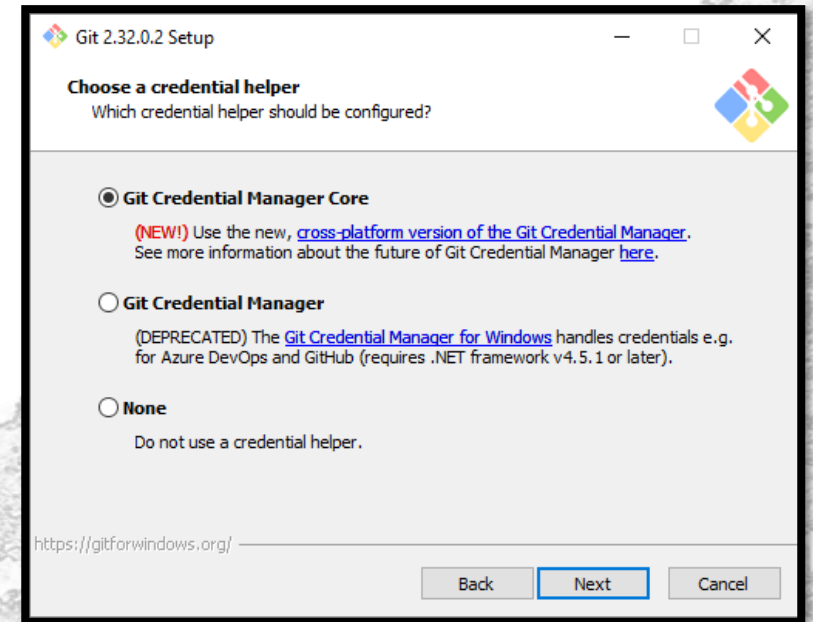 Git 2.32.0.2 Setup
Choose a credential helper
Which credential helper should be configured?
Git Credential Manager Core
(NEW!) Use the new, cross-platform version of the Git Credential Manager.
See more information about the future of Git Credential Manager here.
Git Credential Manager
(DEPRECATED) The Git Credential Manager for Windows handles credentials e.g.
for Azure DevOps and GitHub (requires .NET framework v4.5.1 or later).
None
Do not use a credential helper.
https://gitforwindows.org/
Back Next Cancel